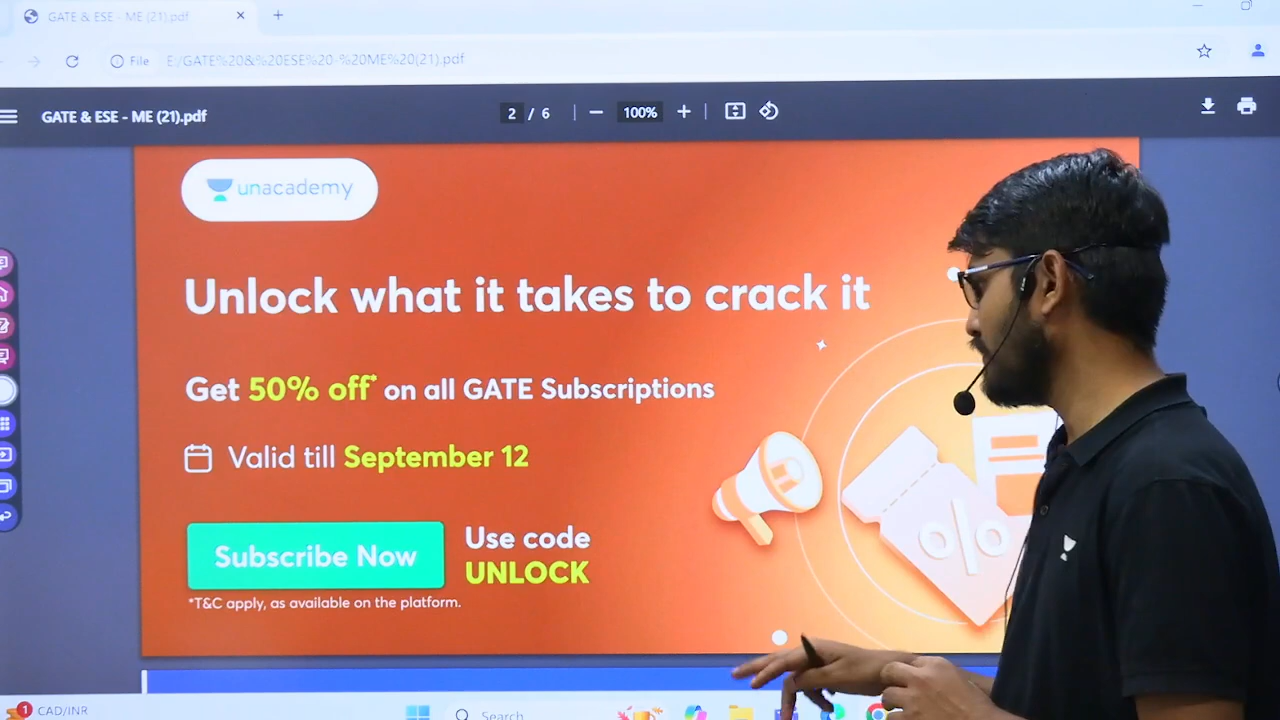 GATE & ESE - ME (21).pdf
File
E:/GATE%20&%20ESE%20-%20ME%20(21).pdf
GATE & ESE - ME (21).pdf
2 / 6
100%
unacademy
Unlock what it takes to crack it
Get 50% off* on all GATE Subscriptions
Valid till September 12
Subscribe Now
Use code
UNLOCK
*T&C apply, as available on the platform.
%
1
CAD/INR
Search